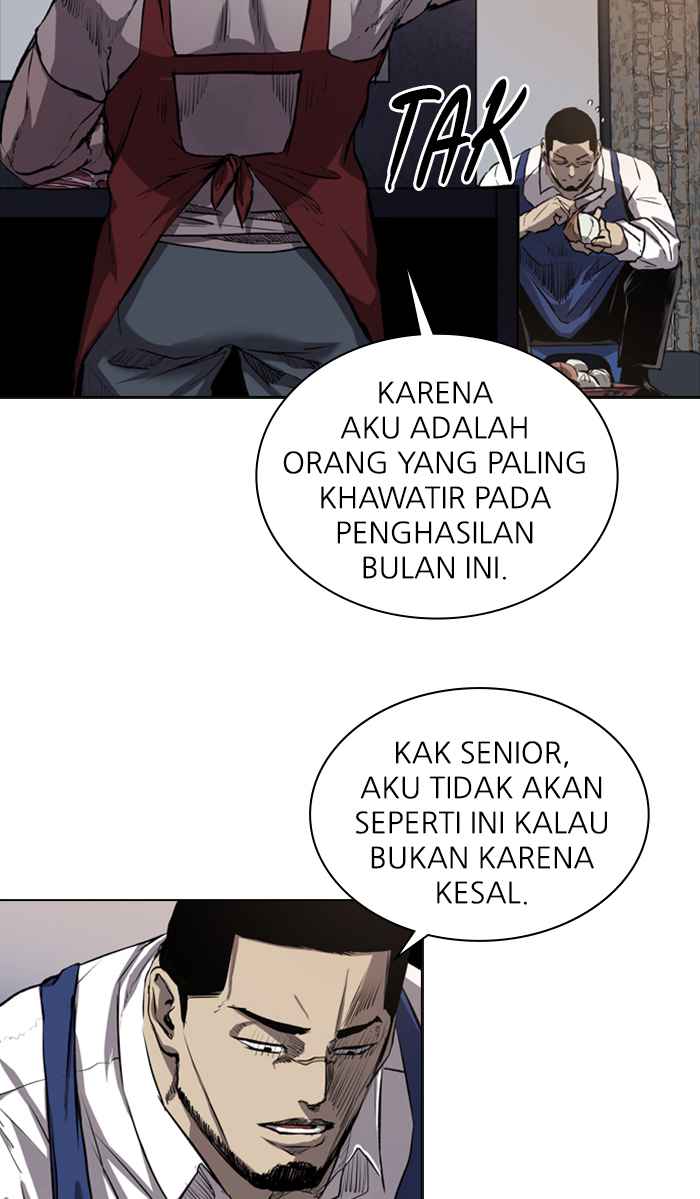 TAK
KARENA
AKU ADALAH
ORANG YANG PALING
KHAWATIR PADA
PENGHASILAN
BULAN INI.
KAK SENIOR,
AKU TIDAK AKAN
SEPERTI INI KALAU
BUKAN KARENA
KESAL.